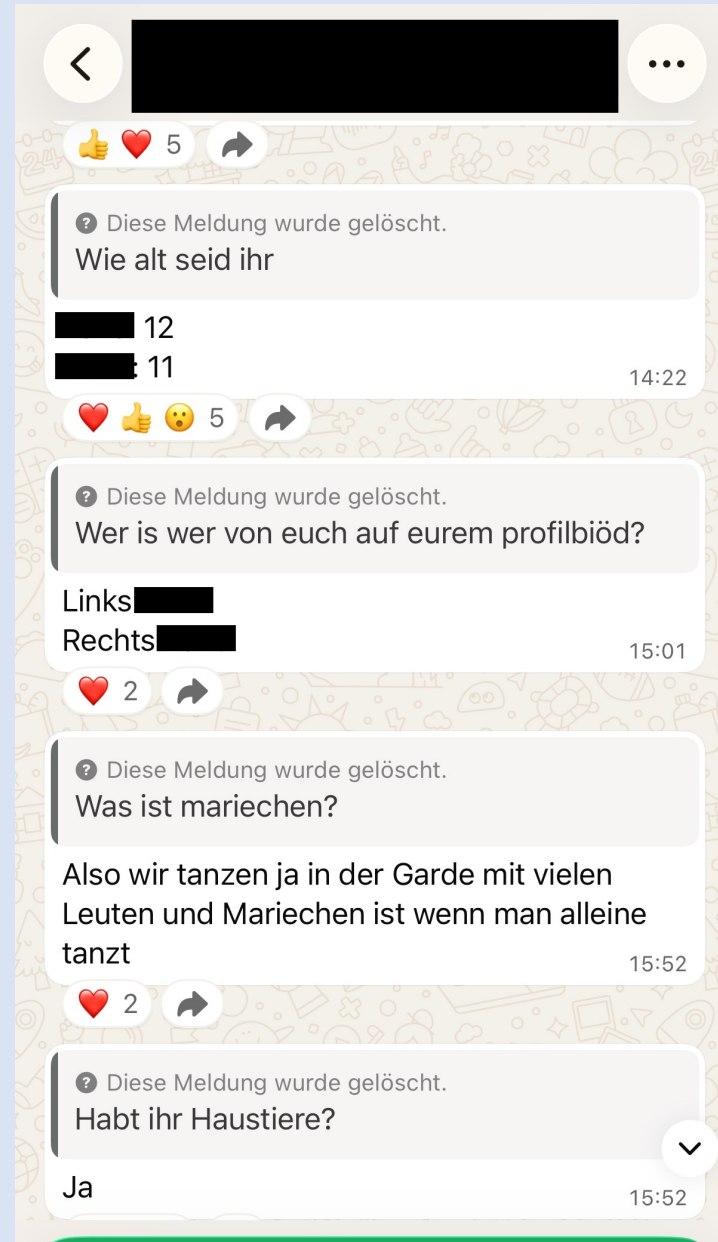 5
Diese Meldung wurde gelöscht.
Wie alt seid ihr
12
: 11
14:22
5
Diese Meldung wurde gelöscht.
Wer is wer von euch auf eurem profilbiöd?
Links
Rechts
15:01
2
Diese Meldung wurde gelöscht.
Was ist mariechen?
Also wir tanzen ja in der Garde mit vielen
Leuten und Mariechen ist wenn man alleine
tanzt
15:52
2
Diese Meldung wurde gelöscht.
Habt ihr Haustiere?
Ja
15:52